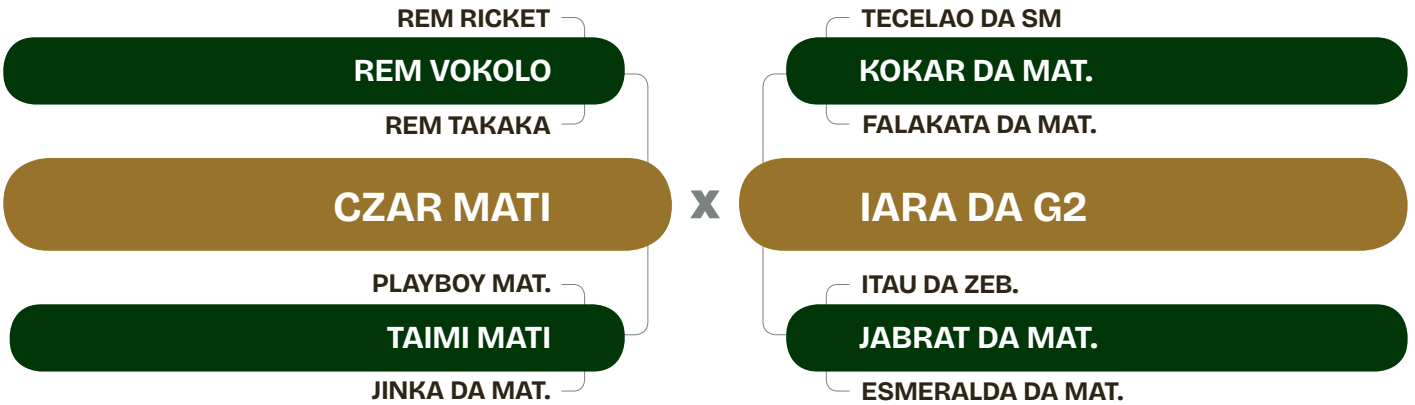 REM RICKET
REM VOKOLO
REM TAKAKA
CZAR MATI
PLAYBOY MAT.
TAIMI MATI
JINKA DA MAT.
X
TECELAO DA SM
KOKAR DA MAT.
FALAKATA DA MAT.
IARA DA G2
ITAU DA ZEB.
JABRAT DA MAT.
ESMERALDA DA MAT.